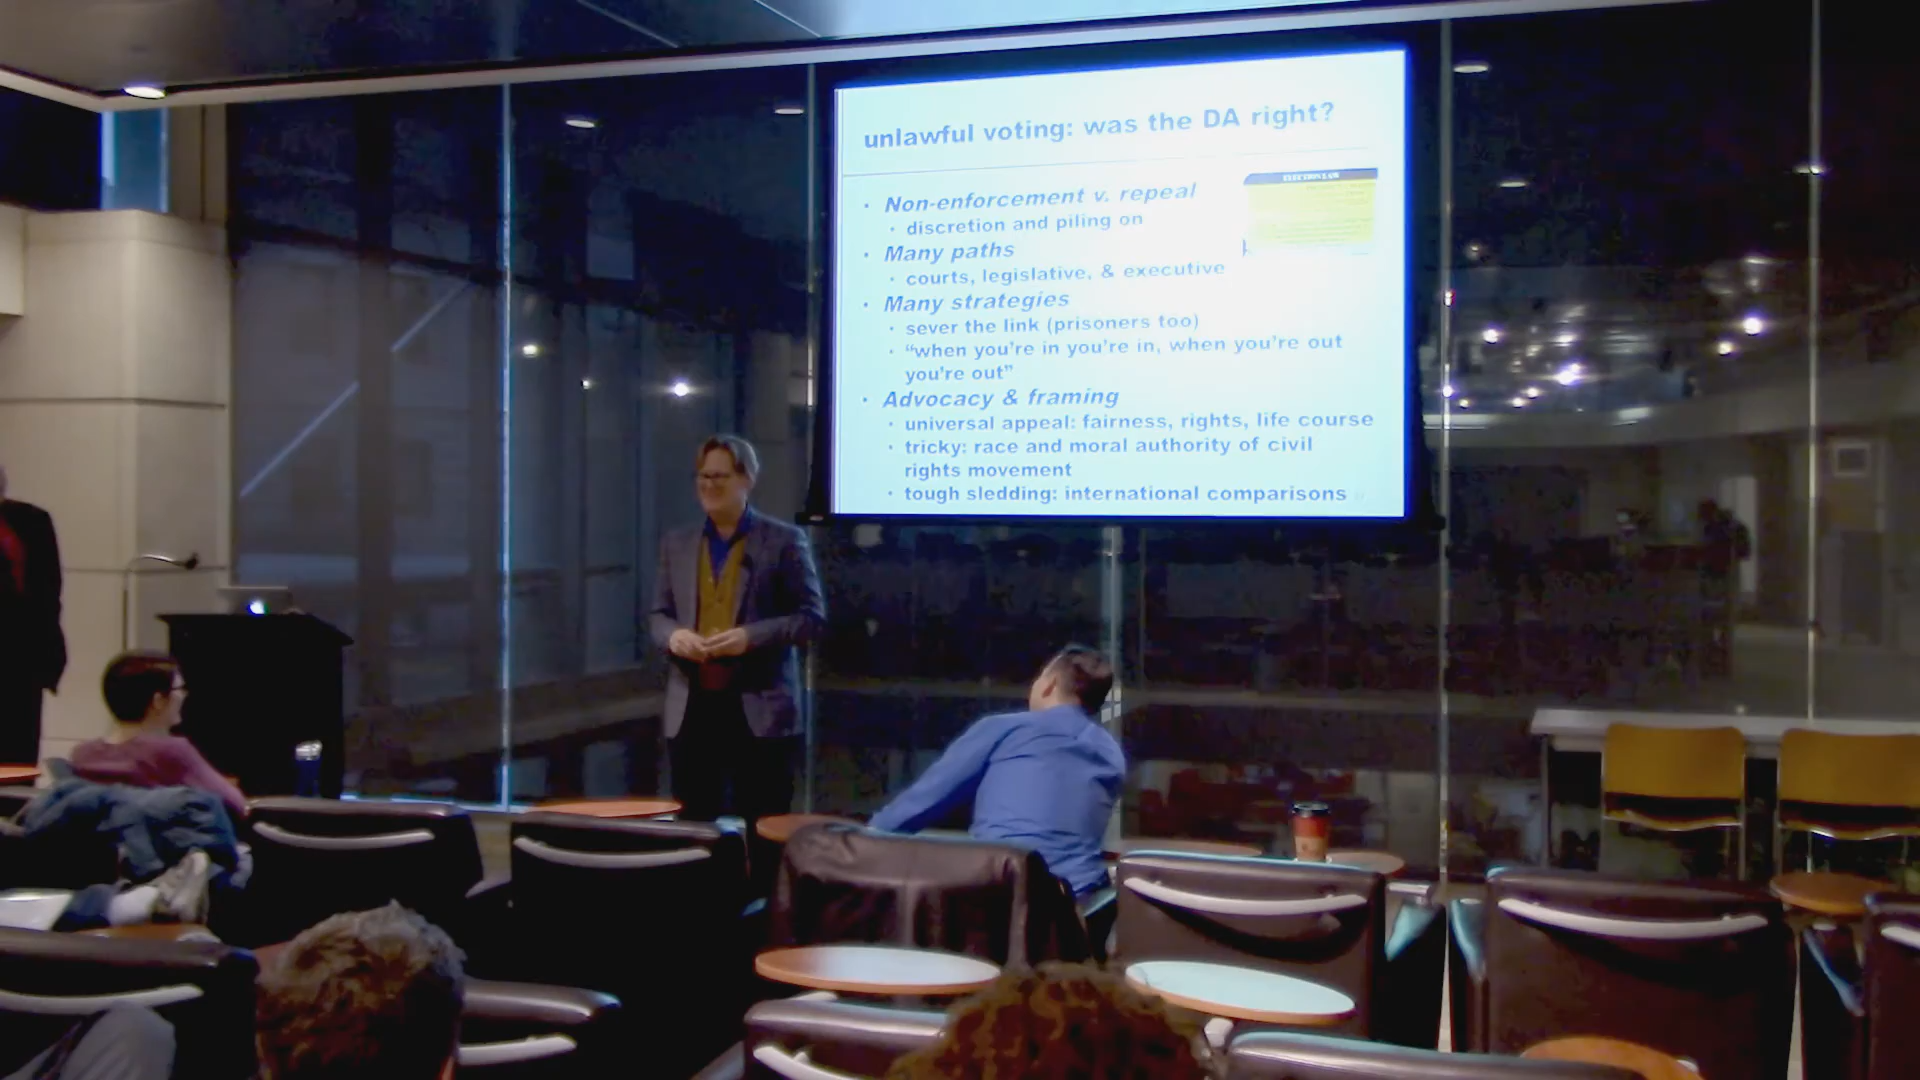 unlawful voting: was the DA right?
ELECTION LAW
• Non-enforcement v. repeal
• discretion and piling on
• Many paths
• courts, legislative, & executive
• Many strategies
• sever the link (prisoners too)
• “when you’re in you’re in, when you’re out
you’re out”
• Advocacy & framing
• universal appeal: fairness, rights, life course
• tricky: race and moral authority of civil
rights movement
• tough sledding: international comparisons